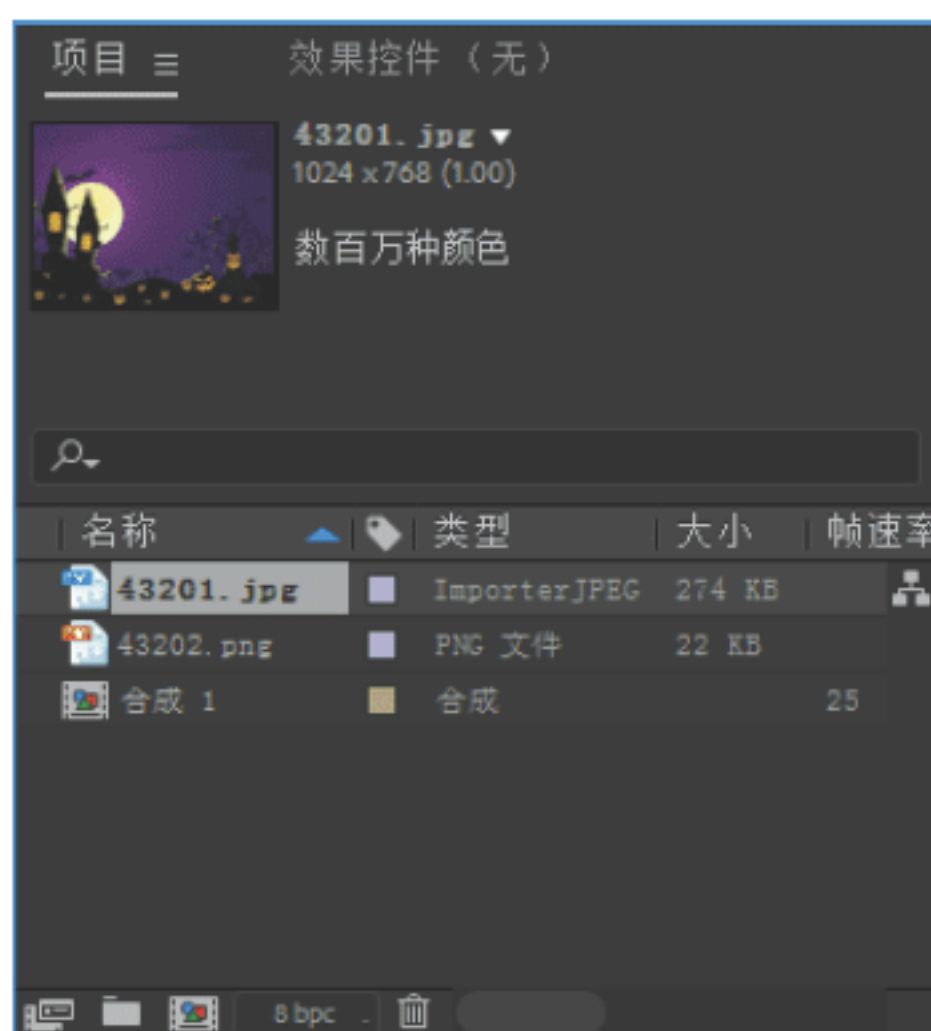 项目 效果控件 （无）
43201.jpg
1024 x 768 (1.00)
数百万种颜色
名称 类型 大小 帧速率
43201.jpg ImporterJPEG 274 KB
43202.png PNG 文件 22 KB
合成 1 合成 25
8 bpc